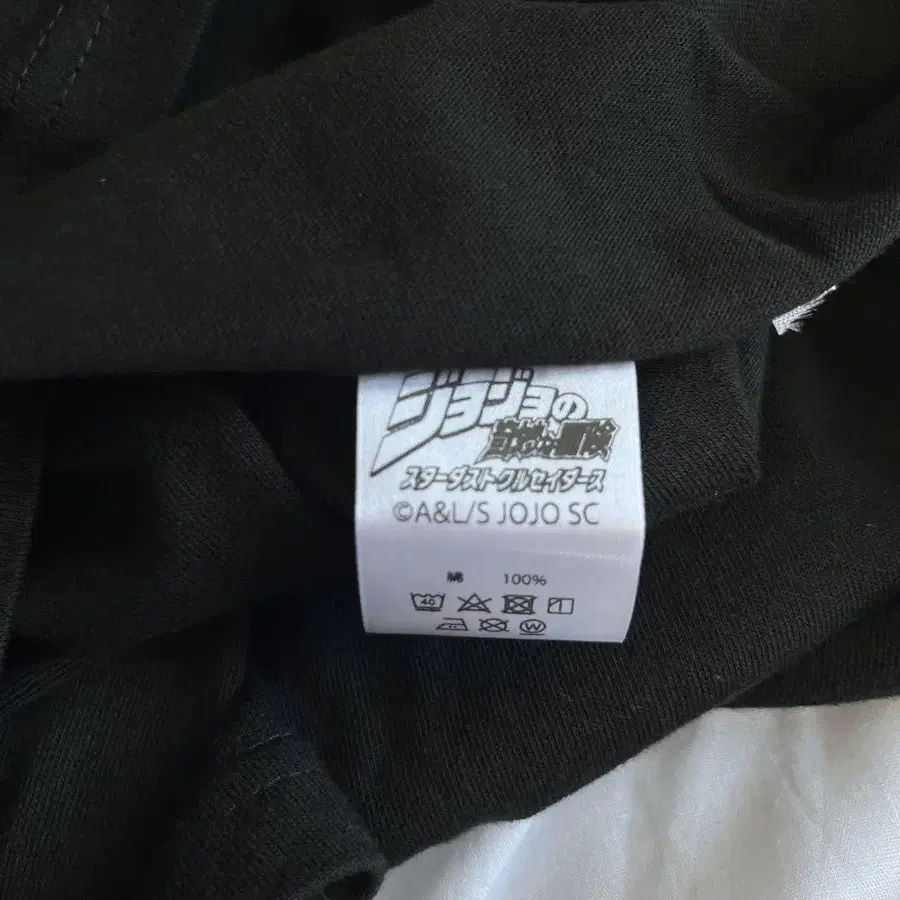 ジョジョの
奇妙な冒険
スターダストクルセイダース
©A&L/S JOJO SC
綿 100%
40
W